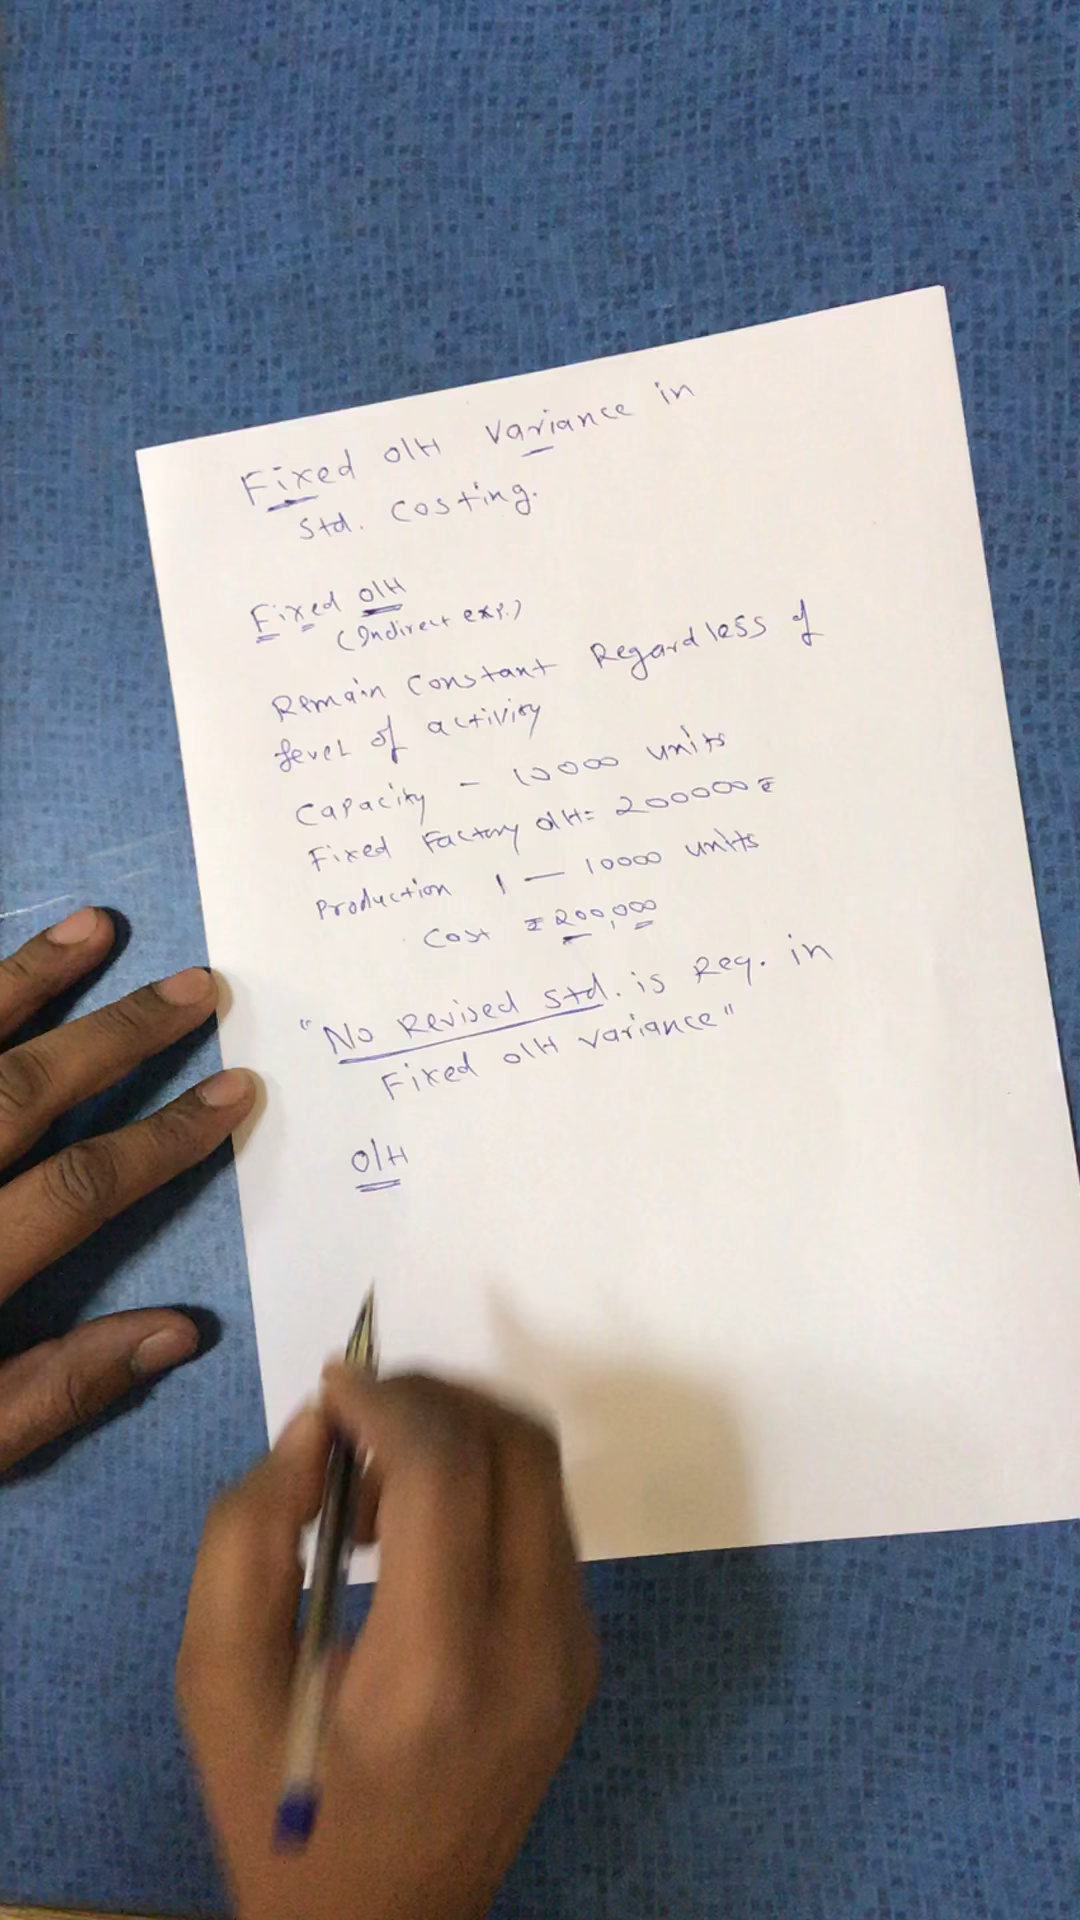 Fixed O/H Variance in
Std. Costing.
Fixed O/H
(Indirect exp.)
Remain Constant Regardless of
level of activity
Capacity - 10000 units
Fixed Factory O/H= 200000 ₹
Production 1 — 10000 units
Cost ₹ 200,000
"No Revised Std. is Req. in
Fixed O/H Variance"
O/H